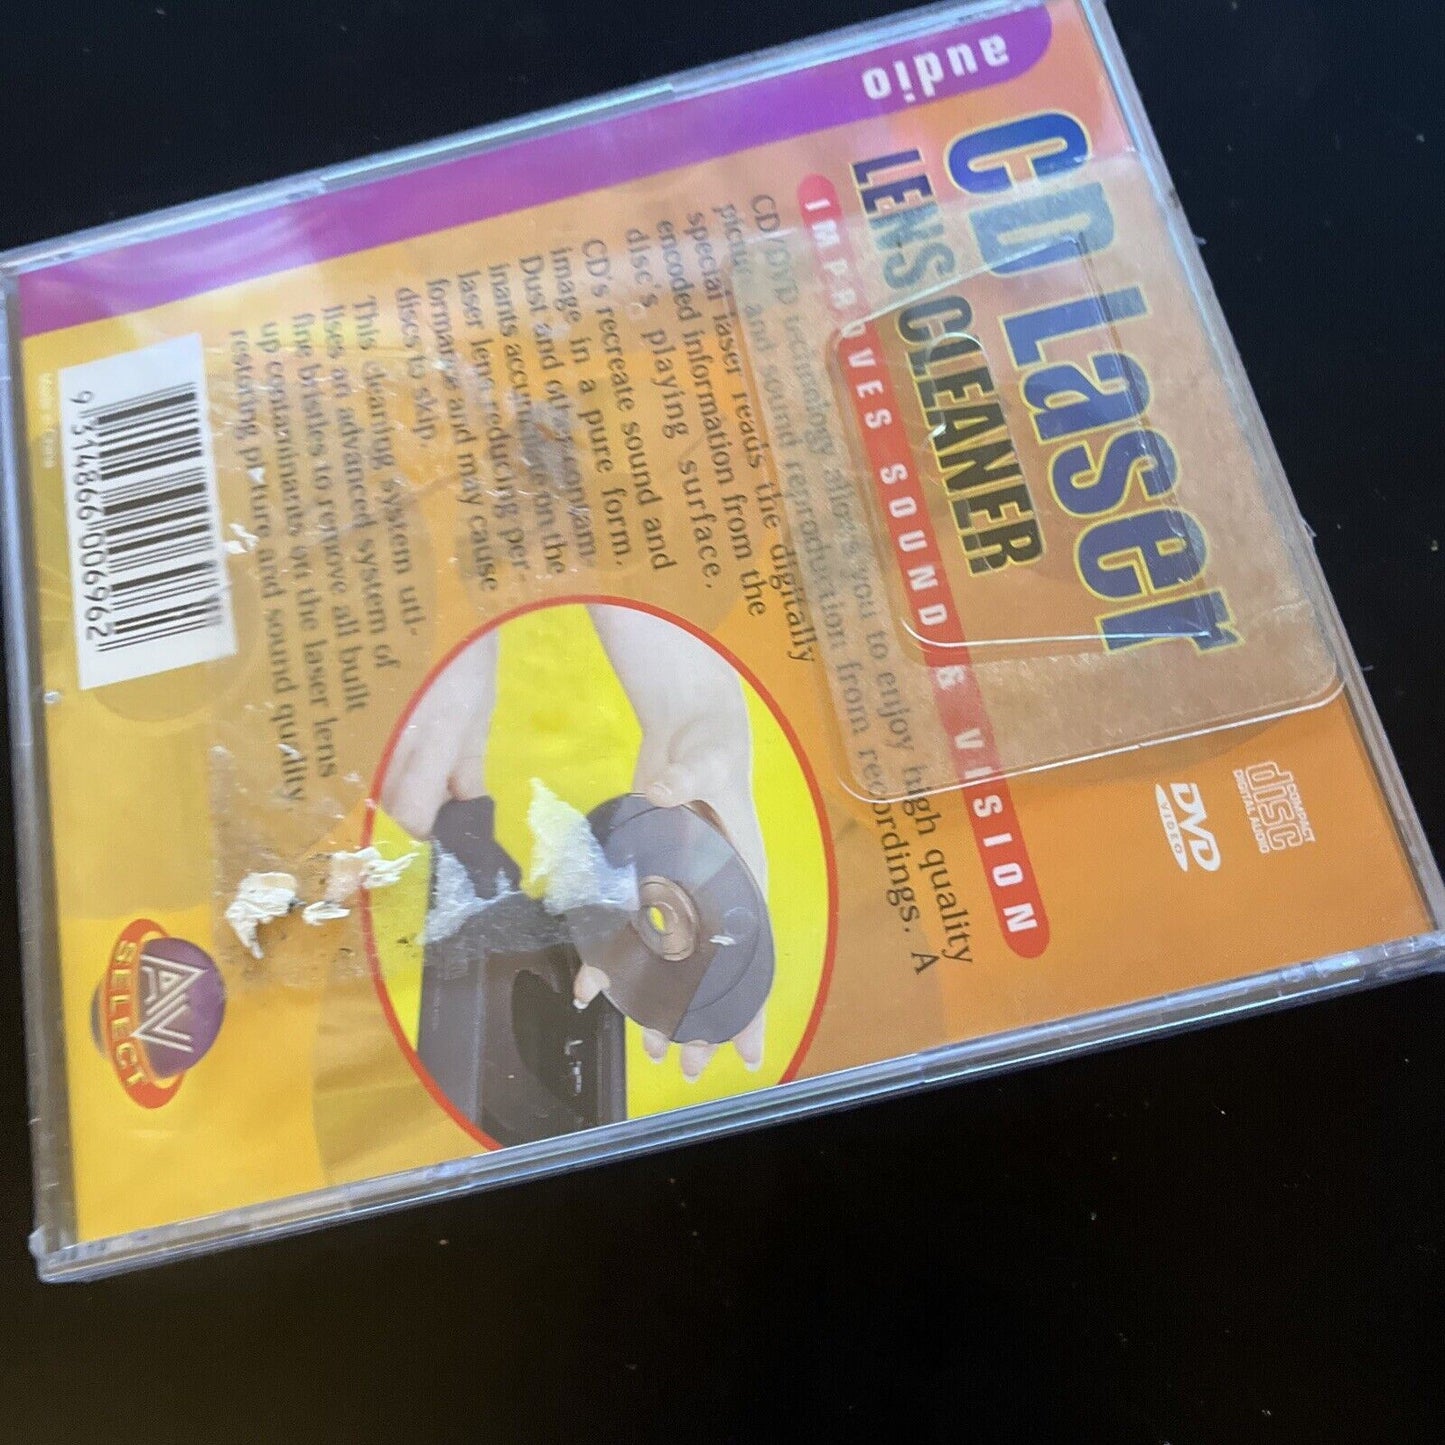 audio
CD Laser
LENS CLEANER
IMPROVES SOUND & VISION
COMPACT
disc
DIGITAL AUDIO
DVD
VIDEO
CD/DVD technology allows you to enjoy high quality
picture and sound reproduction from recordings. A
special laser reads the digitally
encoded information from the
disc's playing surface.
CD's recreate sound and
image in a pure form.
Dust and other contam-
inants accumulate on the
laser lens reducing per-
formance and may cause
discs to skip.
This cleaning system uti-
lises an advanced system of
fine bristles to remove all built
up contaminants on the laser lens
restoring picture and sound quality.
9 314866 006962
AV
SELECT